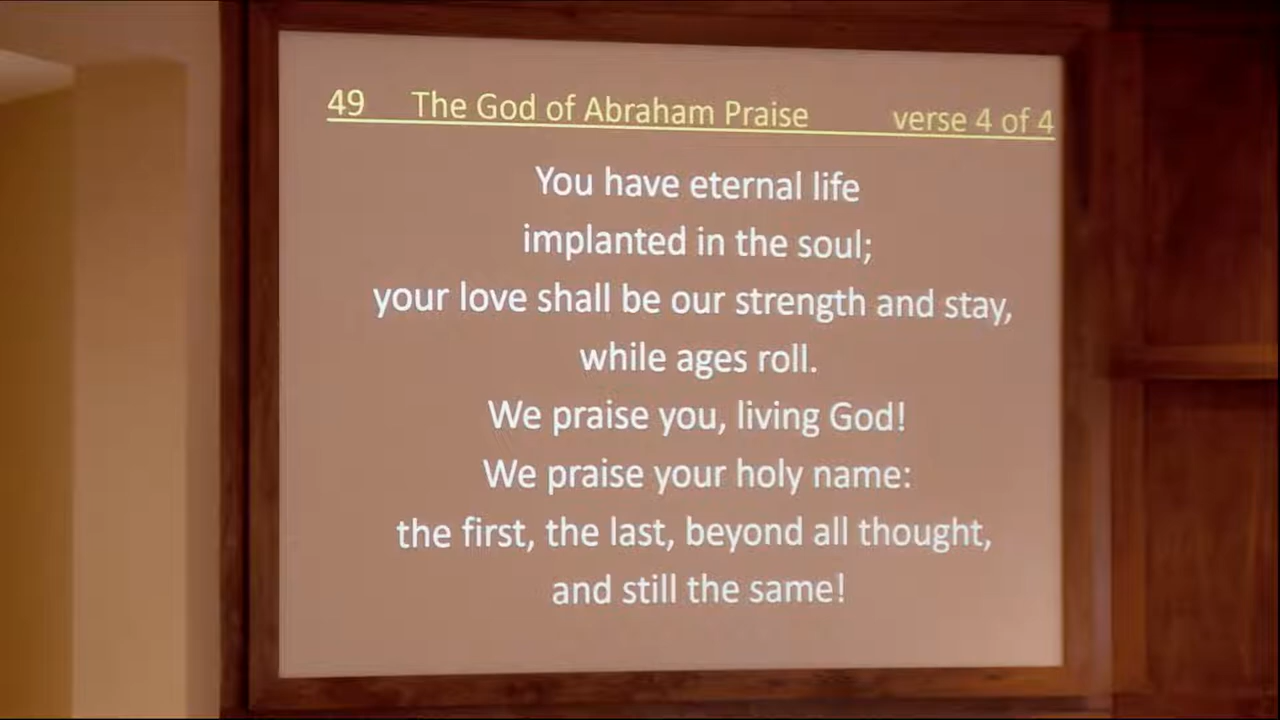 49 The God of Abraham Praise verse 4 of 4
You have eternal life
implanted in the soul;
your love shall be our strength and stay,
while ages roll.
We praise you, living God!
We praise your holy name:
the first, the last, beyond all thought,
and still the same!